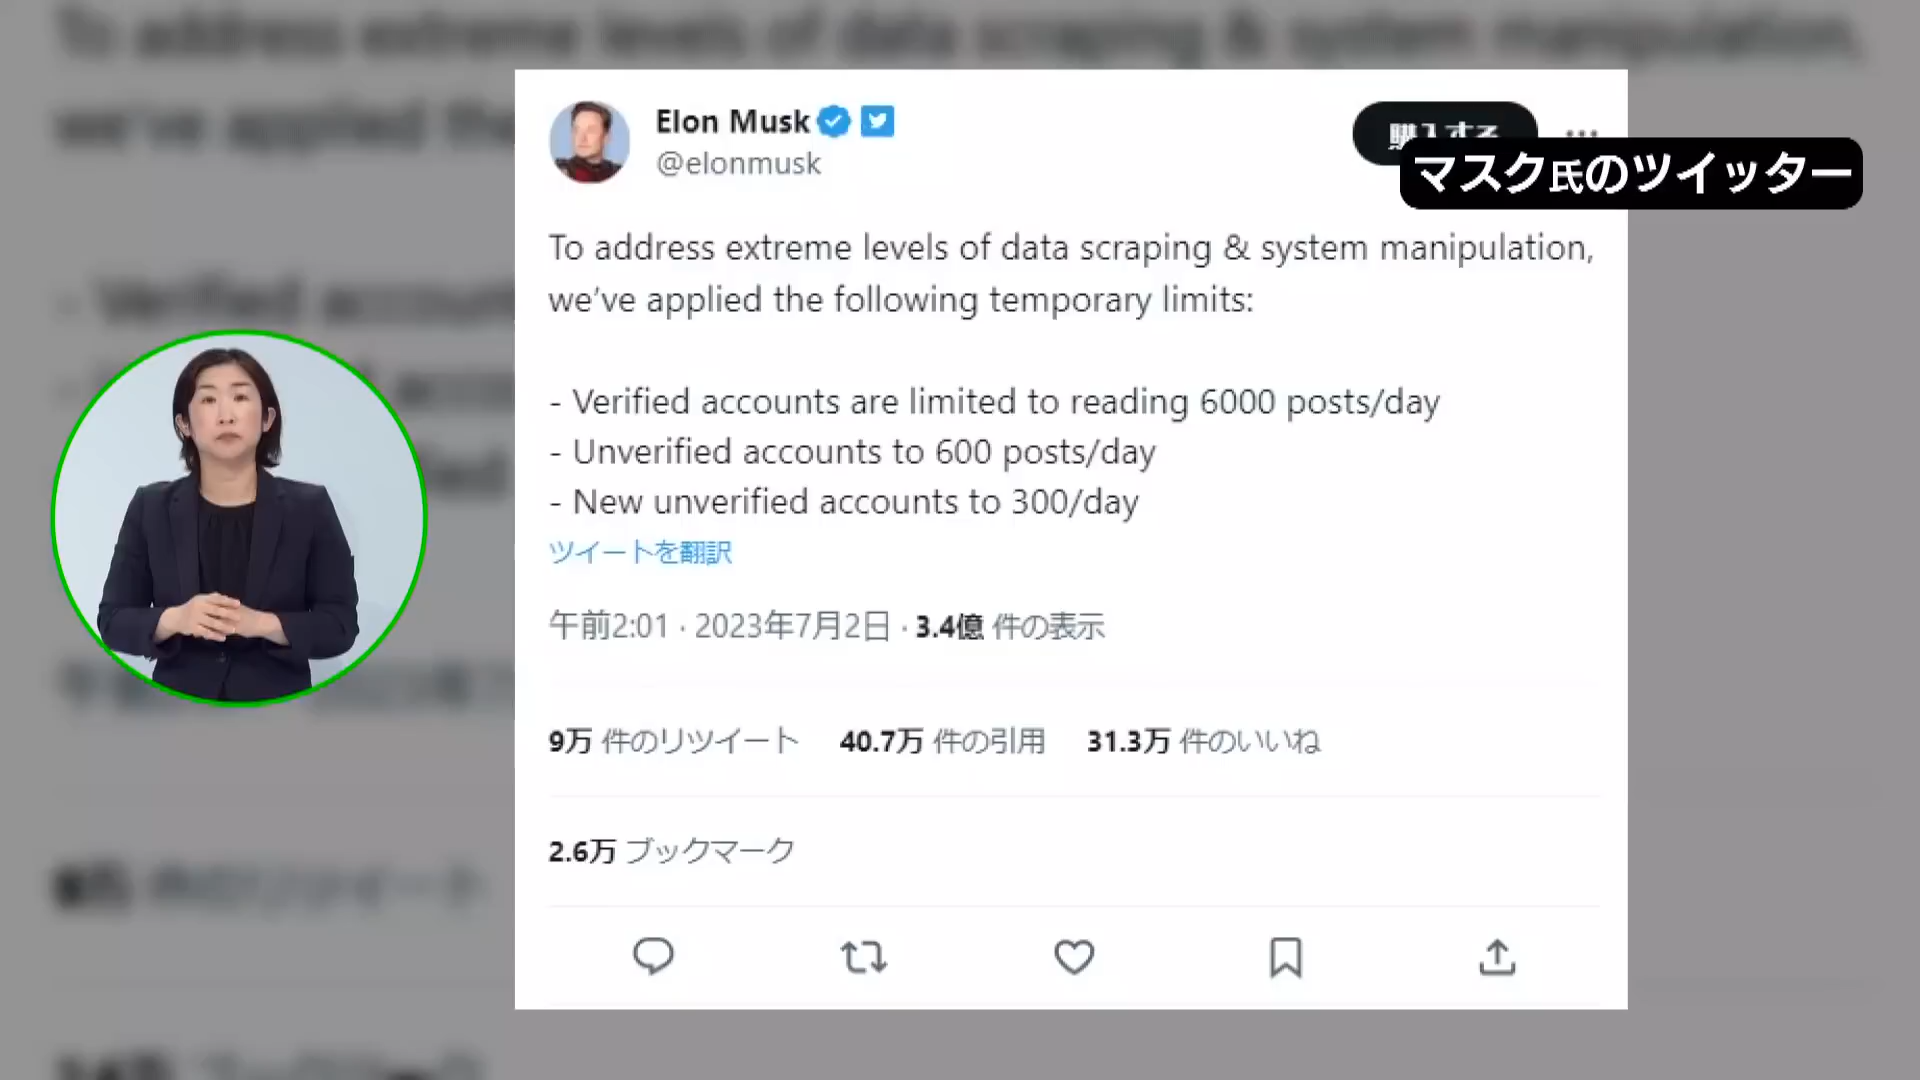 Elon Musk
@elonmusk
購入する
マスク氏のツイッター
To address extreme levels of data scraping & system manipulation,
we've applied the following temporary limits:
- Verified accounts are limited to reading 6000 posts/day
- Unverified accounts to 600 posts/day
- New unverified accounts to 300/day
ツイートを翻訳
午前2:01 · 2023年7月2日 · 3.4億 件の表示
9万 件のリツイート 40.7万 件の引用 31.3万 件のいいね
2.6万 ブックマーク